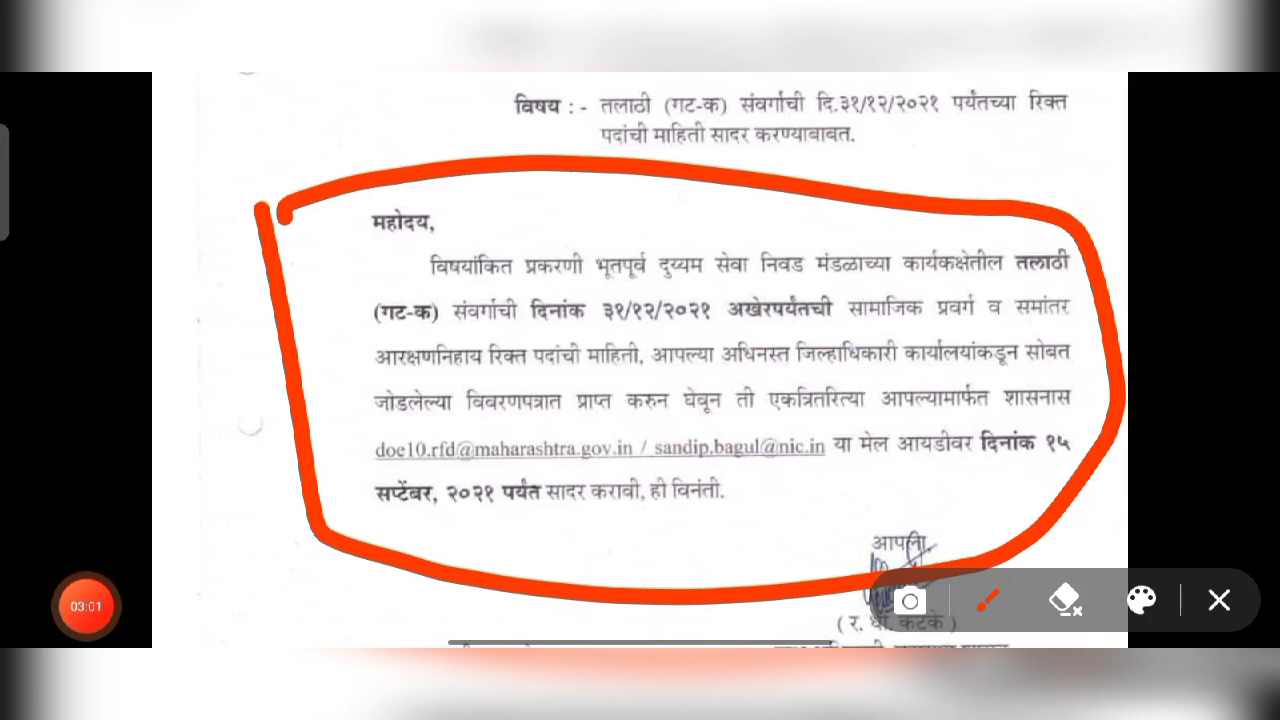 विषय : - तलाठी (गट-क) संवर्गाची दि.३१/१२/२०२१ पर्यंतच्या रिक्त
पदांची माहिती सादर करण्याबाबत.
महोदय,
विषयांकित प्रकरणी भूतपूर्व दुय्यम सेवा निवड मंडळाच्या कार्यकक्षेतील तलाठी
(गट-क) संवर्गाची दिनांक ३१/१२/२०२१ अखेरपर्यंतची सामाजिक प्रवर्ग व समांतर
आरक्षणनिहाय रिक्त पदांची माहिती, आपल्या अधिनस्त जिल्हाधिकारी कार्यालयांकडून सोबत
जोडलेल्या विवरणपत्रात प्राप्त करुन घेवून ती एकत्रितरित्या आपल्यामार्फत शासनास
doe10.rfd@maharashtra.gov.in / sandip.bagul@nic.in या मेल आयडीवर दिनांक १५
सप्टेंबर, २०२१ पर्यंत सादर करावी, ही विनंती.
आपला,
( र. धों. कटके )
03:01